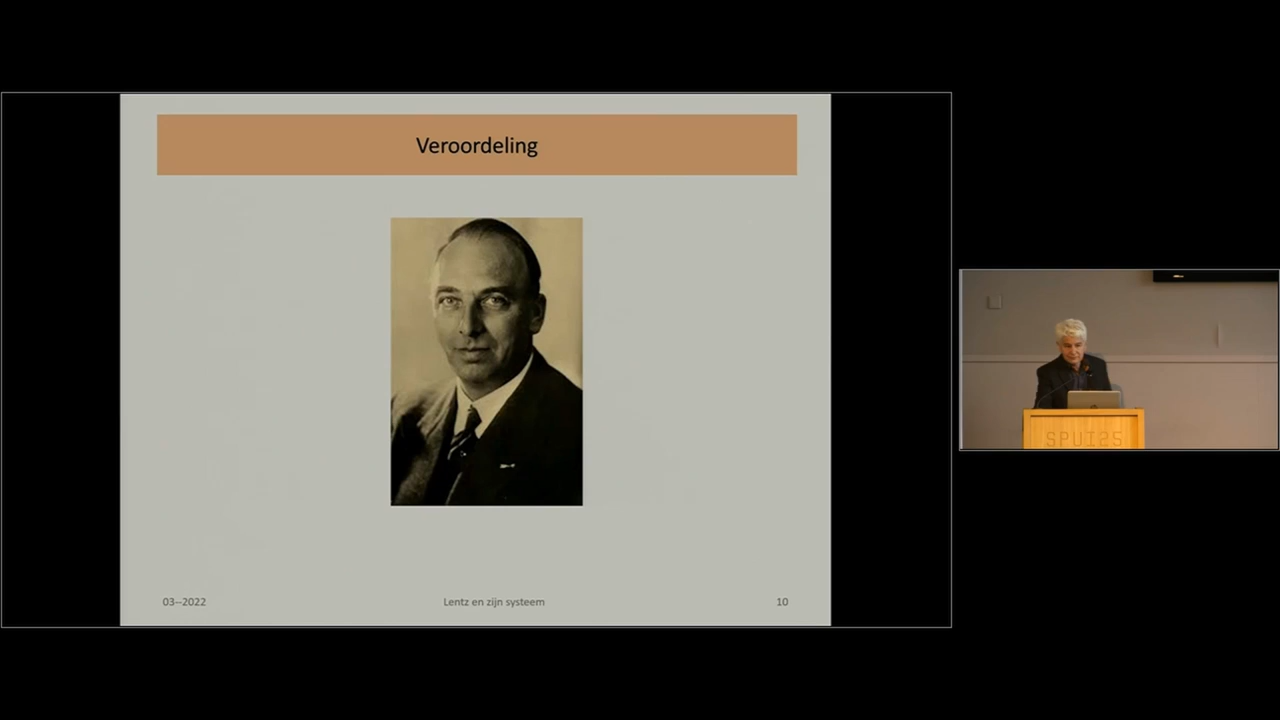 Veroordeling
03--2022
Lentz en zijn systeem
10
SPUI25